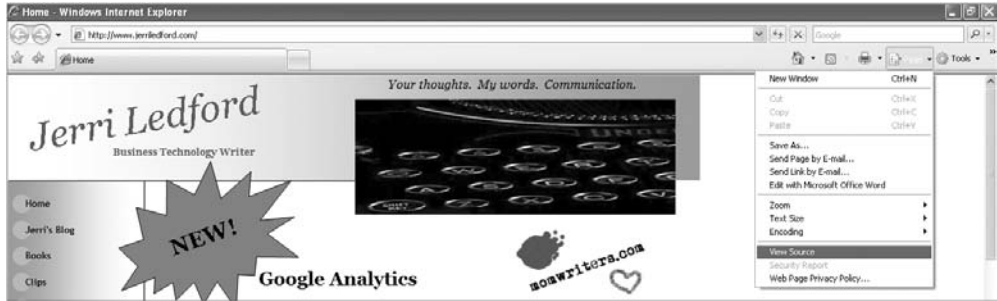 Home - Windows Internet Explorer
http://www.jerriledford.com/
Google
Home
Tools
New Window Ctrl+N
Cut Ctrl+X
Copy Ctrl+C
Paste Ctrl+V
Save As...
Send Page by E-mail...
Send Link by E-mail...
Edit with Microsoft Office Word
Zoom
Text Size
Encoding
View Source
Security Report
Web Page Privacy Policy...
Your thoughts. My words. Communication.
Jerri Ledford
Business Technology Writer
Home
Jerri's Blog
Books
Clips
NEW!
Google Analytics
momwriters.com